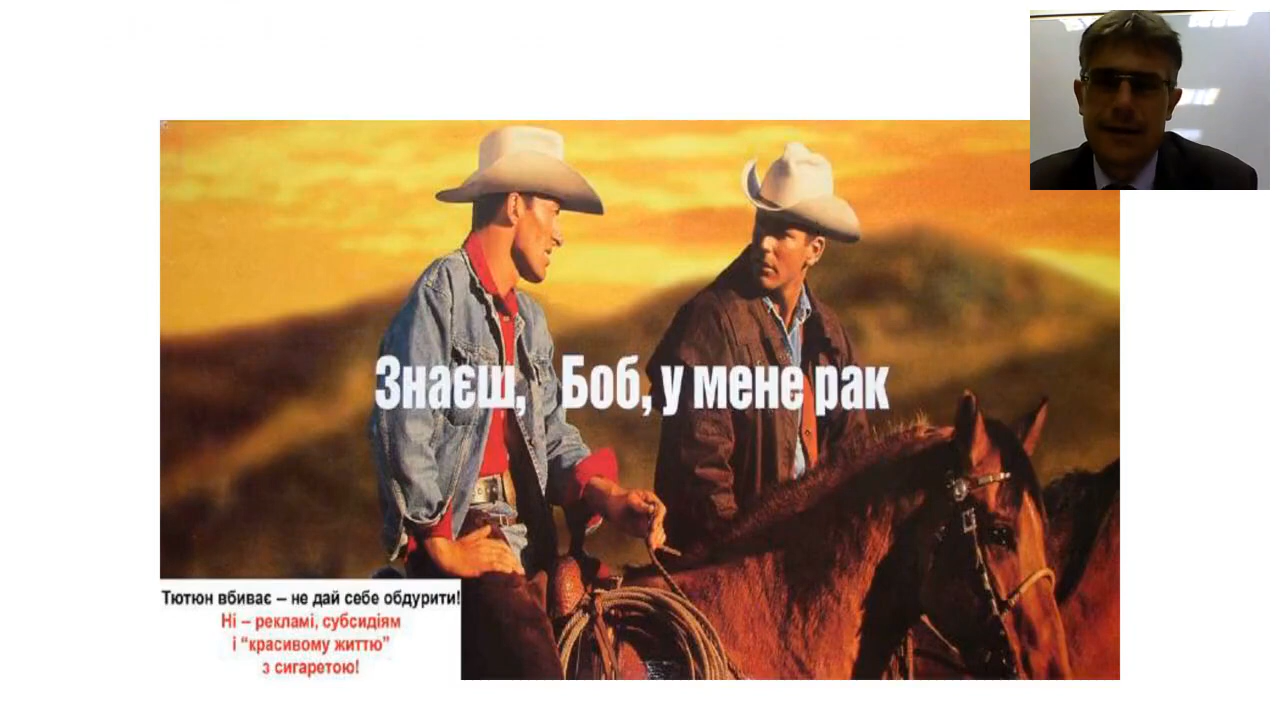 Знаєш, Боб, у мене рак
Тютюн вбиває – не дай себе обдурити!
Ні – рекламі, субсидіям
і “красивому життю”
з сигаретою!